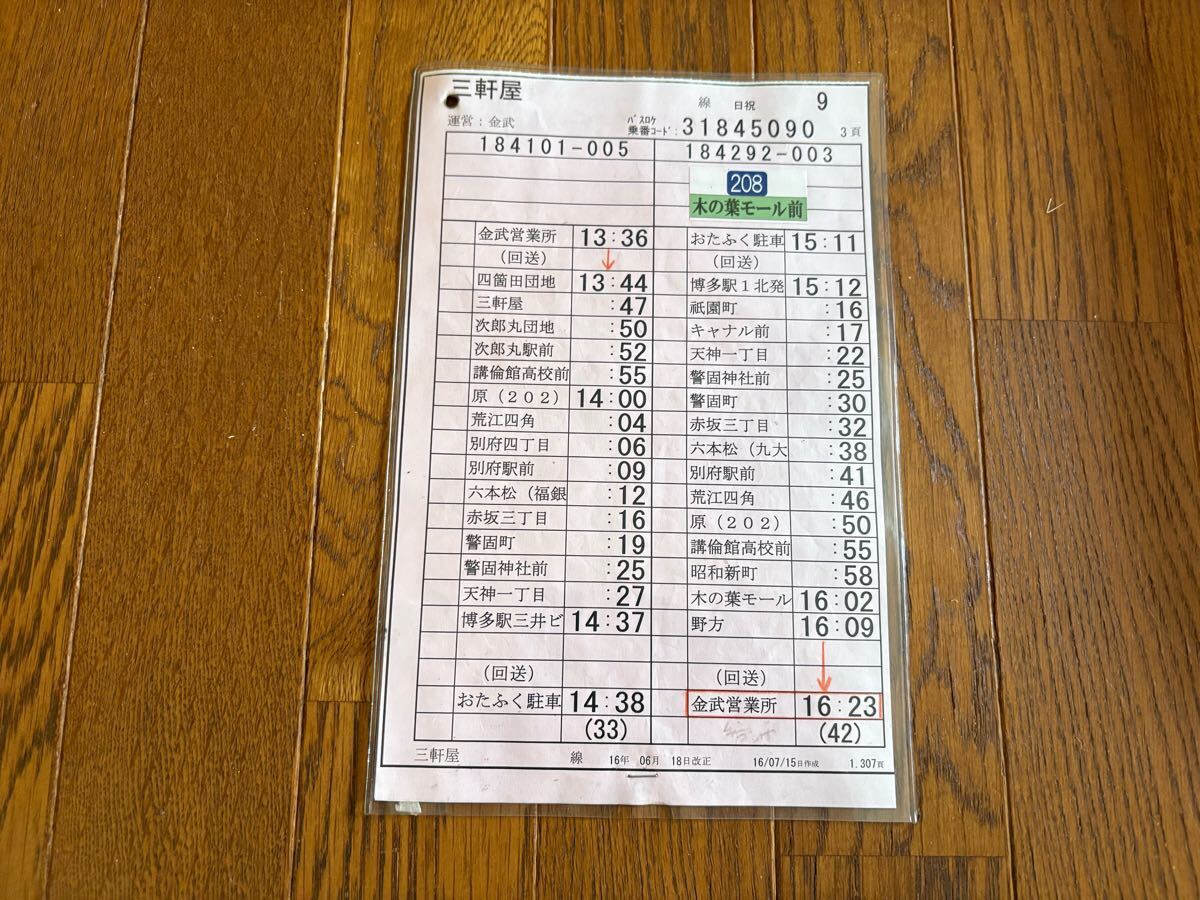 三軒屋 線 日祝 9
運営：金武 ﾊﾞｽﾛｹ
乗番ｺｰﾄﾞ：31845090 3頁
184101-005 184292-003
208
木の葉モール前
金武営業所 13:36 おたふく駐車 15:11
（回送） （回送）
四箇田団地 13:44 博多駅１北発 15:12
三軒屋 :47 祇園町 :16
次郎丸団地 :50 キャナル前 :17
次郎丸駅前 :52 天神一丁目 :22
講倫館高校前 :55 警固神社前 :25
原（２０２） 14:00 警固町 :30
荒江四角 :04 赤坂三丁目 :32
別府四丁目 :06 六本松（九大 :38
別府駅前 :09 別府駅前 :41
六本松（福銀 :12 荒江四角 :46
赤坂三丁目 :16 原（２０２） :50
警固町 :19 講倫館高校前 :55
警固神社前 :25 昭和新町 :58
天神一丁目 :27 木の葉モール 16:02
博多駅三井ビ 14:37 野方 16:09
（回送） （回送）
おたふく駐車 14:38 金武営業所 16:23
(33) (42)
三軒屋 線 16年 06月 18日改正 16/07/15日作成 1.307頁